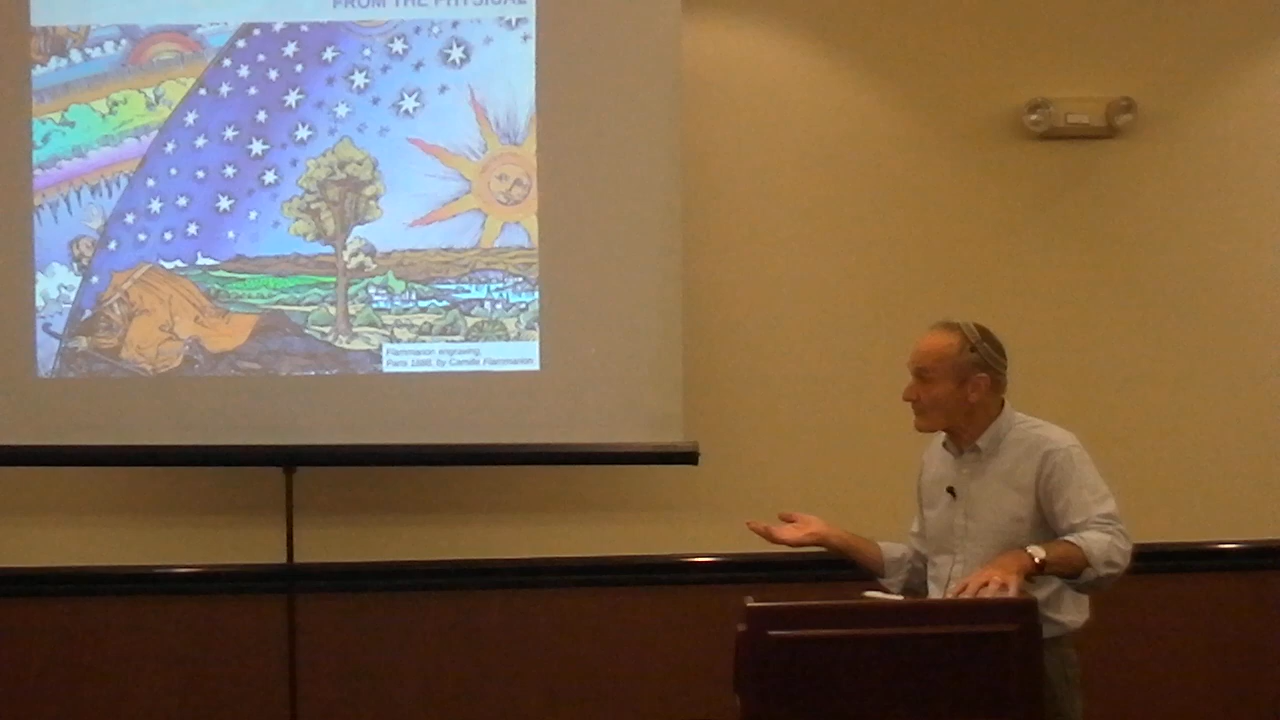 FROM THE PHYSICAL
Flammarion engraving,
Paris 1888, by Camille Flammarion